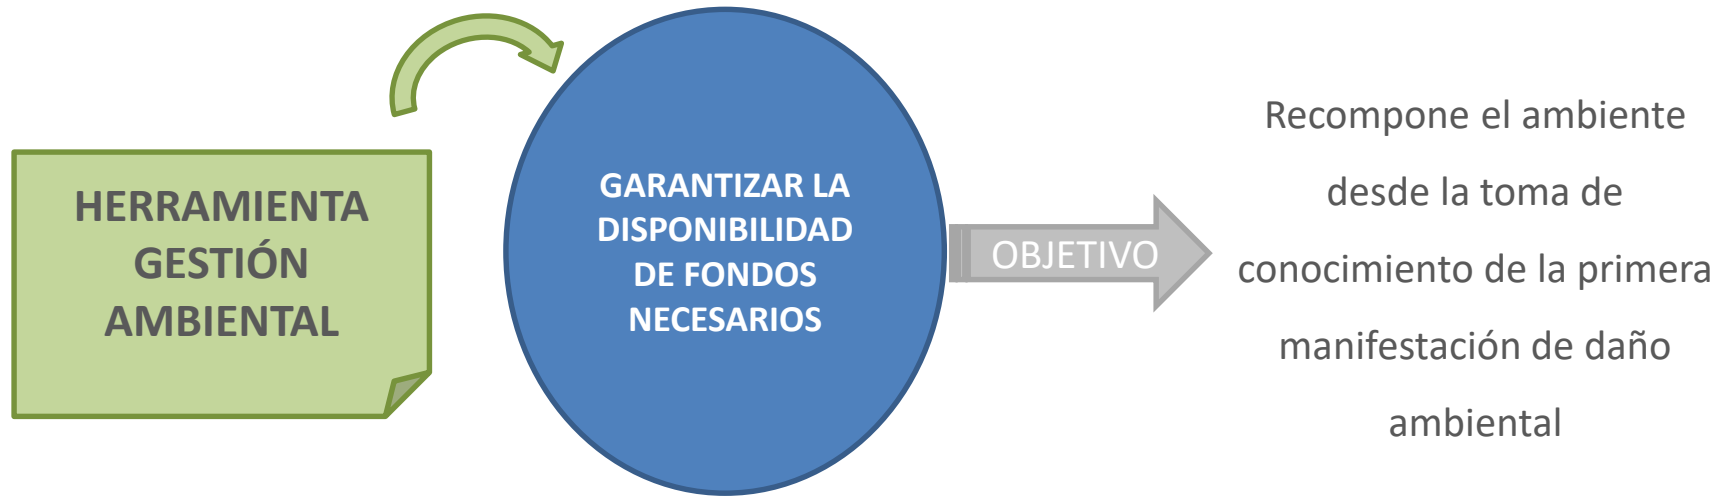 HERRAMIENTA
GESTIÓN
AMBIENTAL
GARANTIZAR LA
DISPONIBILIDAD
DE FONDOS
NECESARIOS
OBJETIVO
Recompone el ambiente
desde la toma de
conocimiento de la primera
manifestación de daño
ambiental